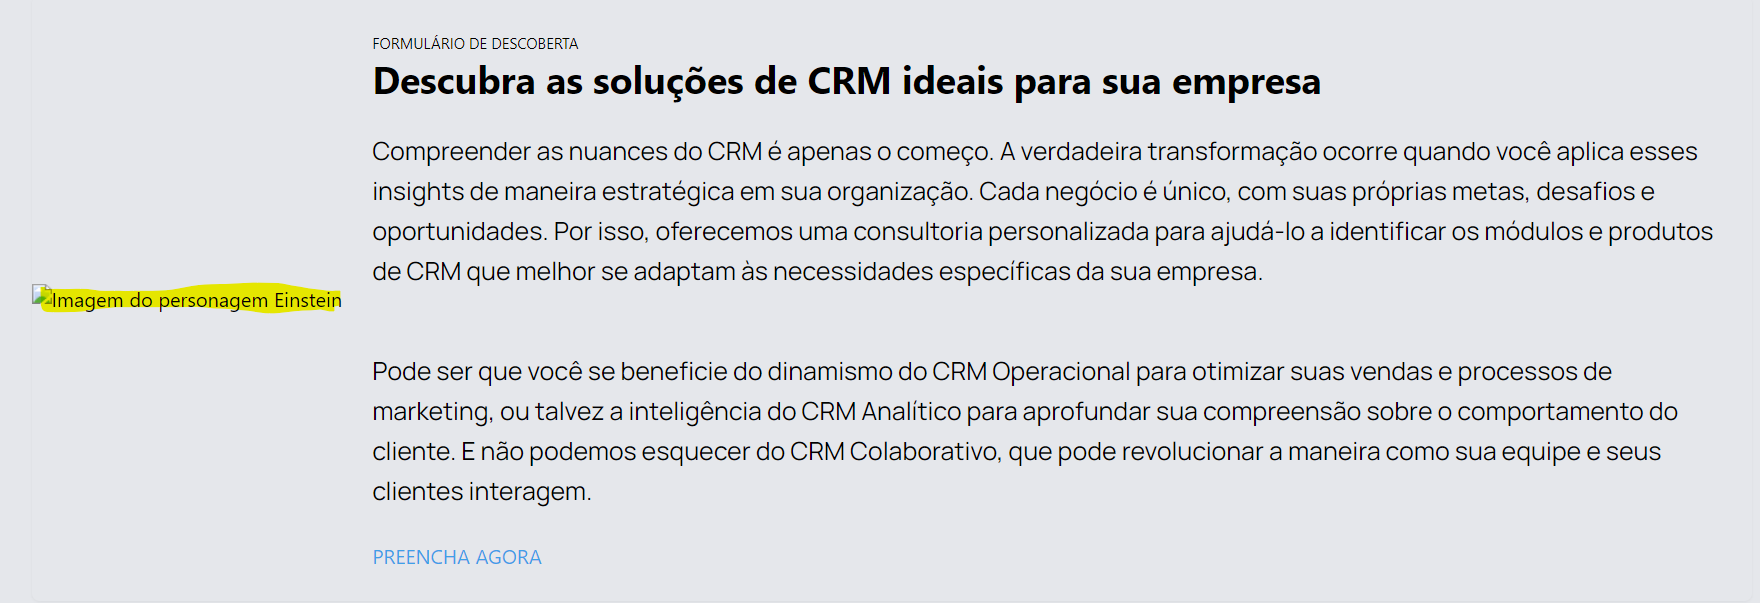 FORMULÁRIO DE DESCOBERTA
Descubra as soluções de CRM ideais para sua empresa
Compreender as nuances do CRM é apenas o começo. A verdadeira transformação ocorre quando você aplica esses
insights de maneira estratégica em sua organização. Cada negócio é único, com suas próprias metas, desafios e
oportunidades. Por isso, oferecemos uma consultoria personalizada para ajudá-lo a identificar os módulos e produtos
de CRM que melhor se adaptam às necessidades específicas da sua empresa.
Imagem do personagem Einstein
Pode ser que você se beneficie do dinamismo do CRM Operacional para otimizar suas vendas e processos de
marketing, ou talvez a inteligência do CRM Analítico para aprofundar sua compreensão sobre o comportamento do
cliente. E não podemos esquecer do CRM Colaborativo, que pode revolucionar a maneira como sua equipe e seus
clientes interagem.
PREENCHA AGORA